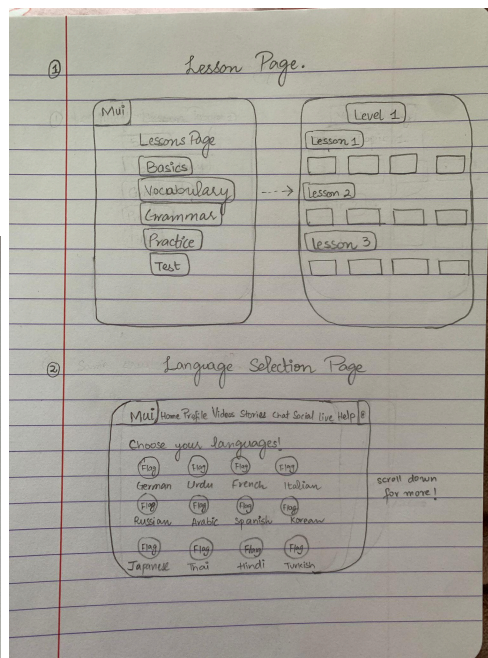 ① Lesson Page.
Mui
Lessons Page
Basics
Vocabulary
Grammar
Practice
Test
Level 1
Lesson 1
Lesson 2
Lesson 3
② Language Selection Page
Mui Home Profile Videos Stories Chat Social live Help
Choose your languages!
Flag Flag Flag Flag
German Urdu French Italian
Flag Flag Flag Flag
Russian Arabic Spanish Korean
Flag Flag Flag Flag
Japanese Thai Hindi Turkish
scroll down
for more!